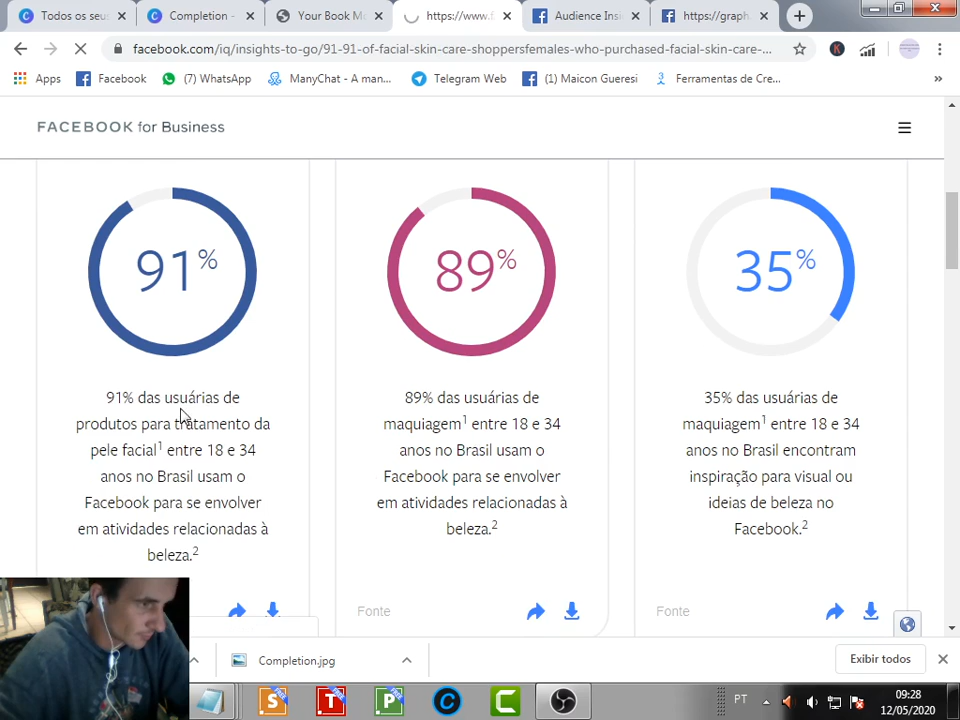 Todos os seus
Completion -
Your Book M
https://www.f
Audience Insi
https://graph
facebook.com/iq/insights-to-go/91-91-of-facial-skin-care-shoppersfemales-who-purchased-facial-skin-care-...
Apps
Facebook
(7) WhatsApp
ManyChat - A man...
Telegram Web
(1) Maicon Gueresi
Ferramentas de Cre...
FACEBOOK for Business
91%
89%
35%
91% das usuárias de
produtos para tratamento da
pele facial1 entre 18 e 34
anos no Brasil usam o
Facebook para se envolver
em atividades relacionadas à
beleza.2
89% das usuárias de
maquiagem1 entre 18 e 34
anos no Brasil usam o
Facebook para se envolver
em atividades relacionadas à
beleza.2
35% das usuárias de
maquiagem1 entre 18 e 34
anos no Brasil encontram
inspiração para visual ou
ideias de beleza no
Facebook.2
Fonte
Fonte
Completion.jpg
Exibir todos
S FREE
T FREE
P FREE
PT
09:28
12/05/2020